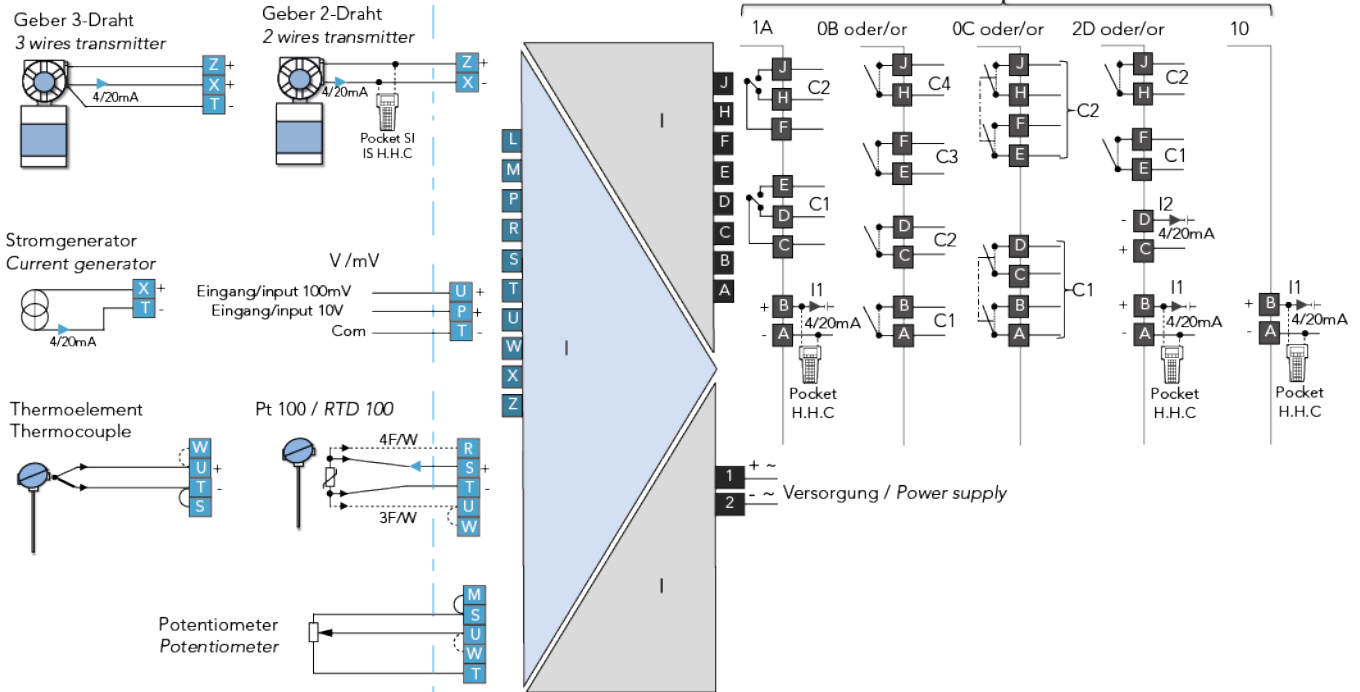 Geber 3-Draht
3 wires transmitter
Z +
X +
T -
4/20mA
Geber 2-Draht
2 wires transmitter
Z +
X -
4/20mA
Pocket SI
IS H.H.C
Stromgenerator
Current generator
X +
T -
4/20mA
V /mV
Eingang/input 100mV
Eingang/input 10V
Com
U +
P +
T -
Thermoelement
Thermocouple
W
U +
T -
S
Pt 100 / RTD 100
4F/W
3F/W
R
S +
T -
U
W
Potentiometer
Potentiometer
M
S
U
W
T
L
M
P
R
S
T
U
W
X
Z
I
I
I
J
H
F
E
D
C
B
A
1
2
+ ~
- ~ Versorgung / Power supply
1A
J
H
F
C2
E
D
C
C1
+ B I1
4/20mA
- A
Pocket
H.H.C
0B oder/or
J
H
C4
F
E
C3
D
C
C2
B
A
C1
0C oder/or
J
H
F
E
C2
D
C
B
A
C1
2D oder/or
J
H
C2
F
E
C1
- D I2
4/20mA
+ C
+ B I1
4/20mA
- A
Pocket
H.H.C
10
+ B I1
4/20mA
- A
Pocket
H.H.C